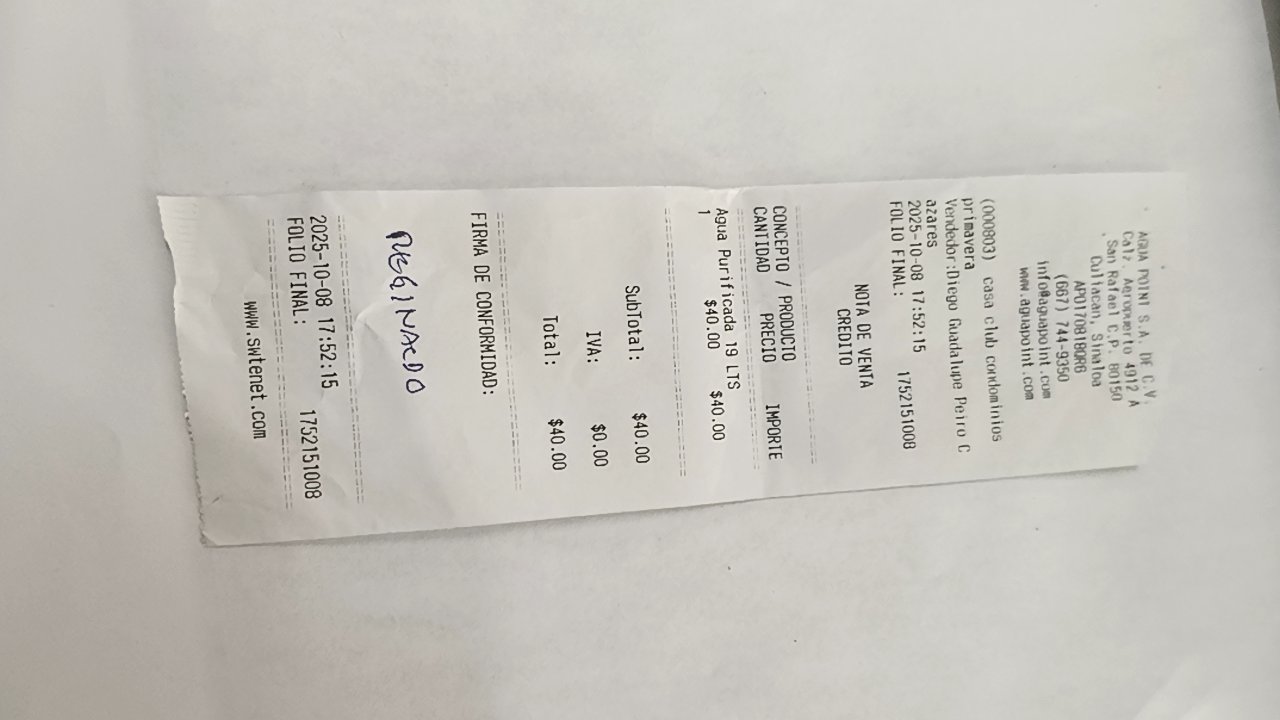 AGUA POINT S.A. DE C.V.
Calz. Aeropuerto 4912 A
San Rafael C.P. 80150
Culiacan, Sinaloa
APO170818QR6
(667) 744-9350
info@aguapoint.com
www.aguapoint.com
(000803) casa club condominios
primavera
Vendedor:Diego Guadalupe Peiro C
azares
2025-10-08 17:52:15
FOLIO FINAL: 1752151008
NOTA DE VENTA
CREDITO
CONCEPTO / PRODUCTO
CANTIDAD PRECIO IMPORTE
Agua Purificada 19 LTS
1 $40.00 $40.00
SubTotal: $40.00
IVA: $0.00
Total: $40.00
FIRMA DE CONFORMIDAD:
REGINALDO
2025-10-08 17:52:15
FOLIO FINAL: 1752151008
www.swtenet.com